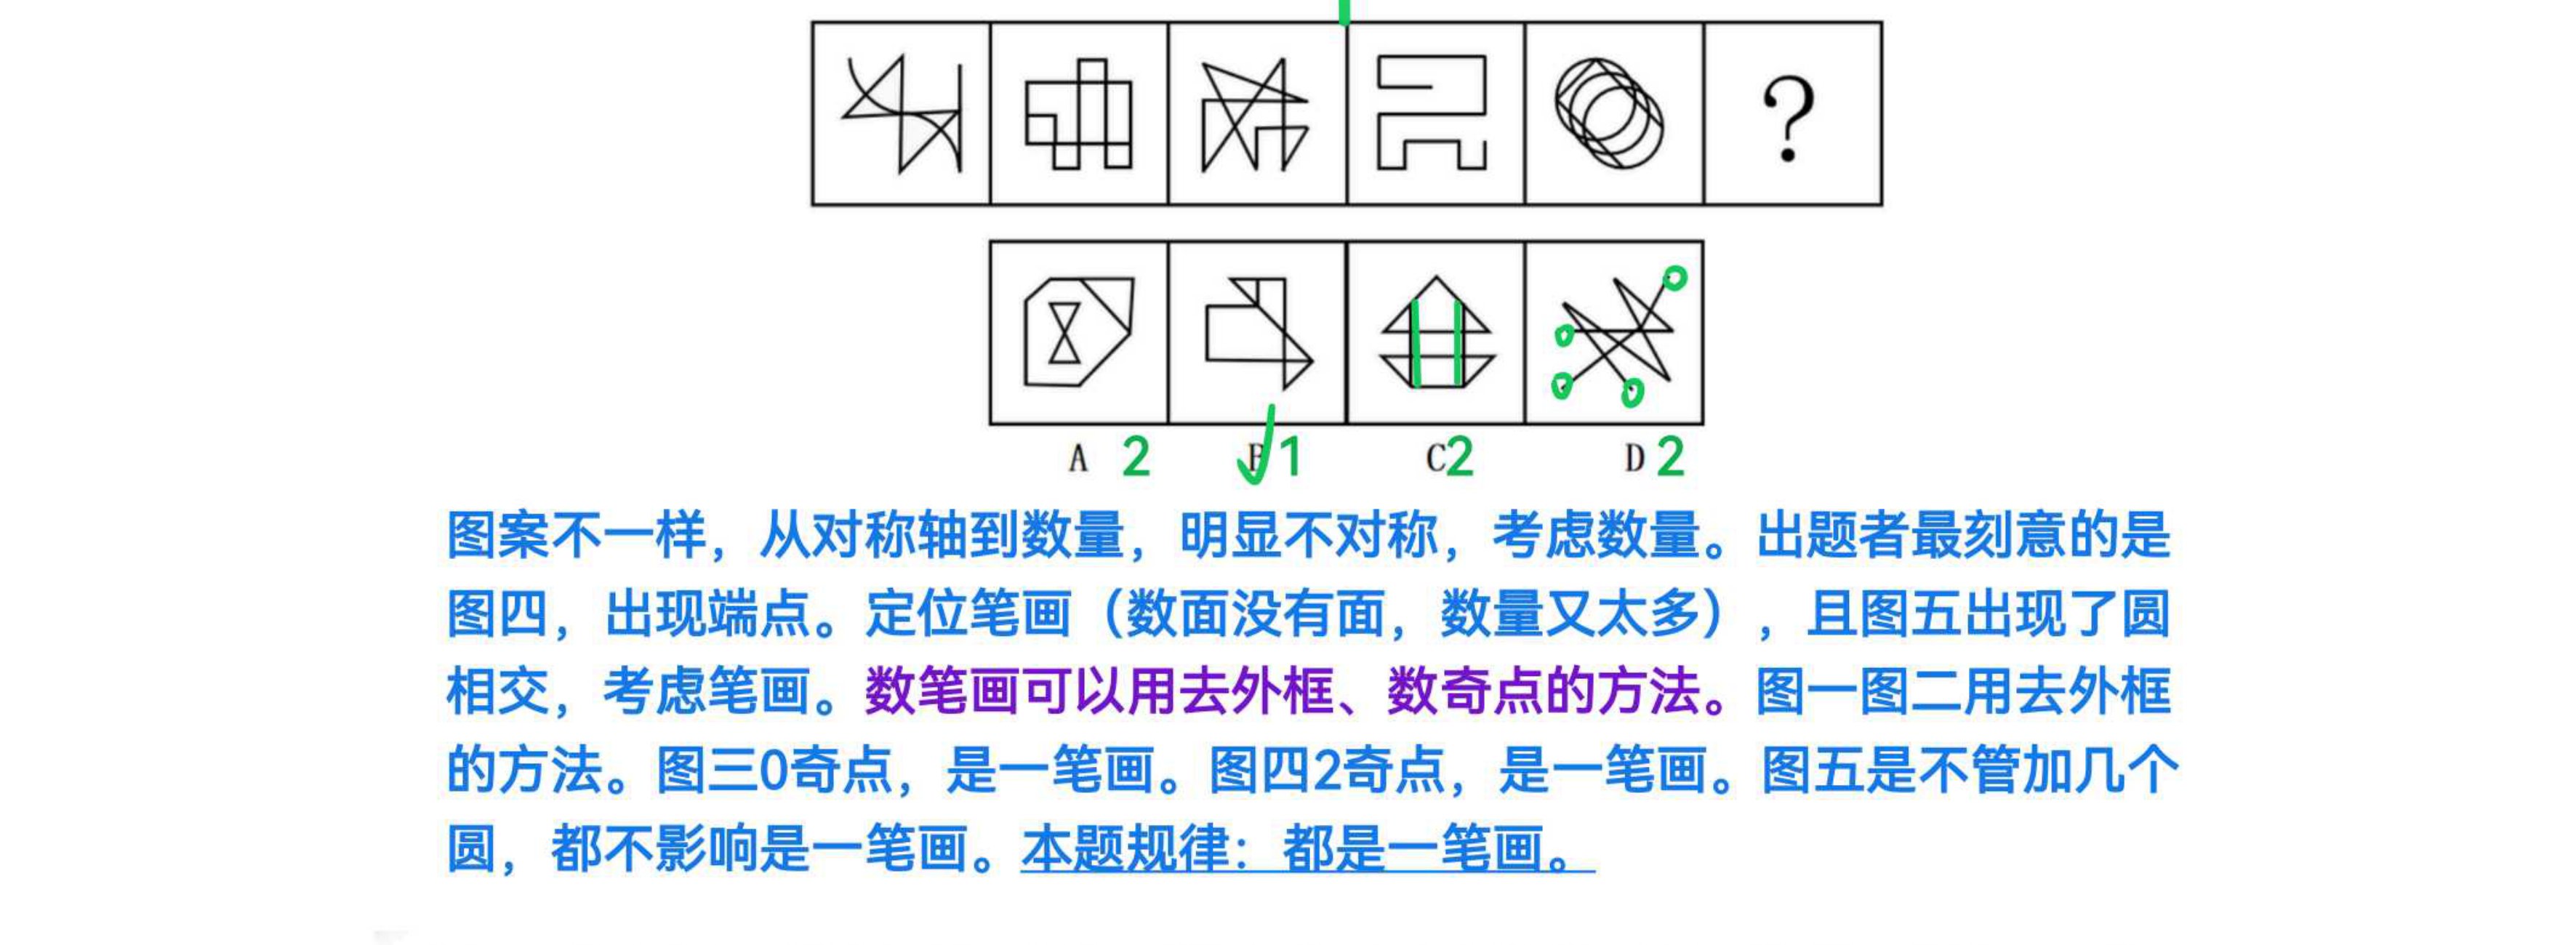 ?
A 2 B 1 C 2 D 2
图案不一样，从对称轴到数量，明显不对称，考虑数量。出题者最刻意的是
图四，出现端点。定位笔画（数面没有面，数量又太多），且图五出现了圆
相交，考虑笔画。数笔画可以用去外框、数奇点的方法。图一图二用去外框
的方法。图三0奇点，是一笔画。图四2奇点，是一笔画。图五是不管加几个
圆，都不影响是一笔画。本题规律：都是一笔画。